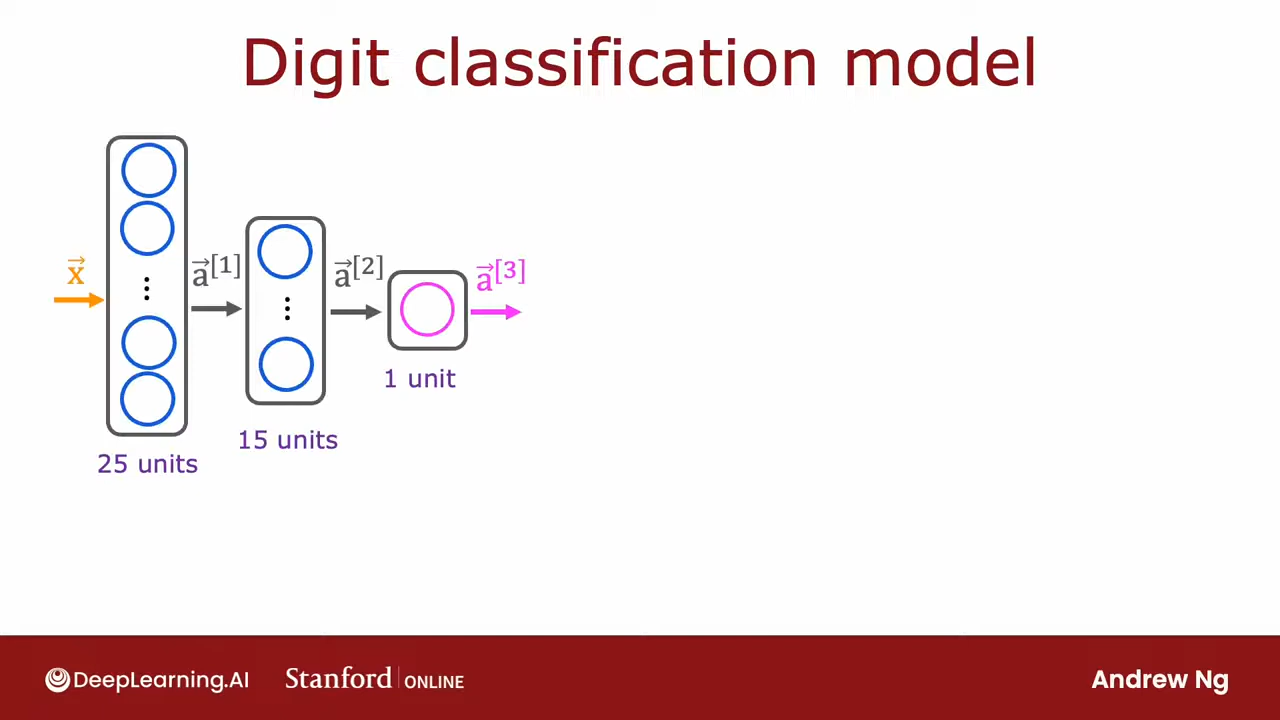 Digit classification model
x⃗
a⃗[1]
a⃗[2]
a⃗[3]
1 unit
15 units
25 units
DeepLearning.AI
Stanford ONLINE
Andrew Ng